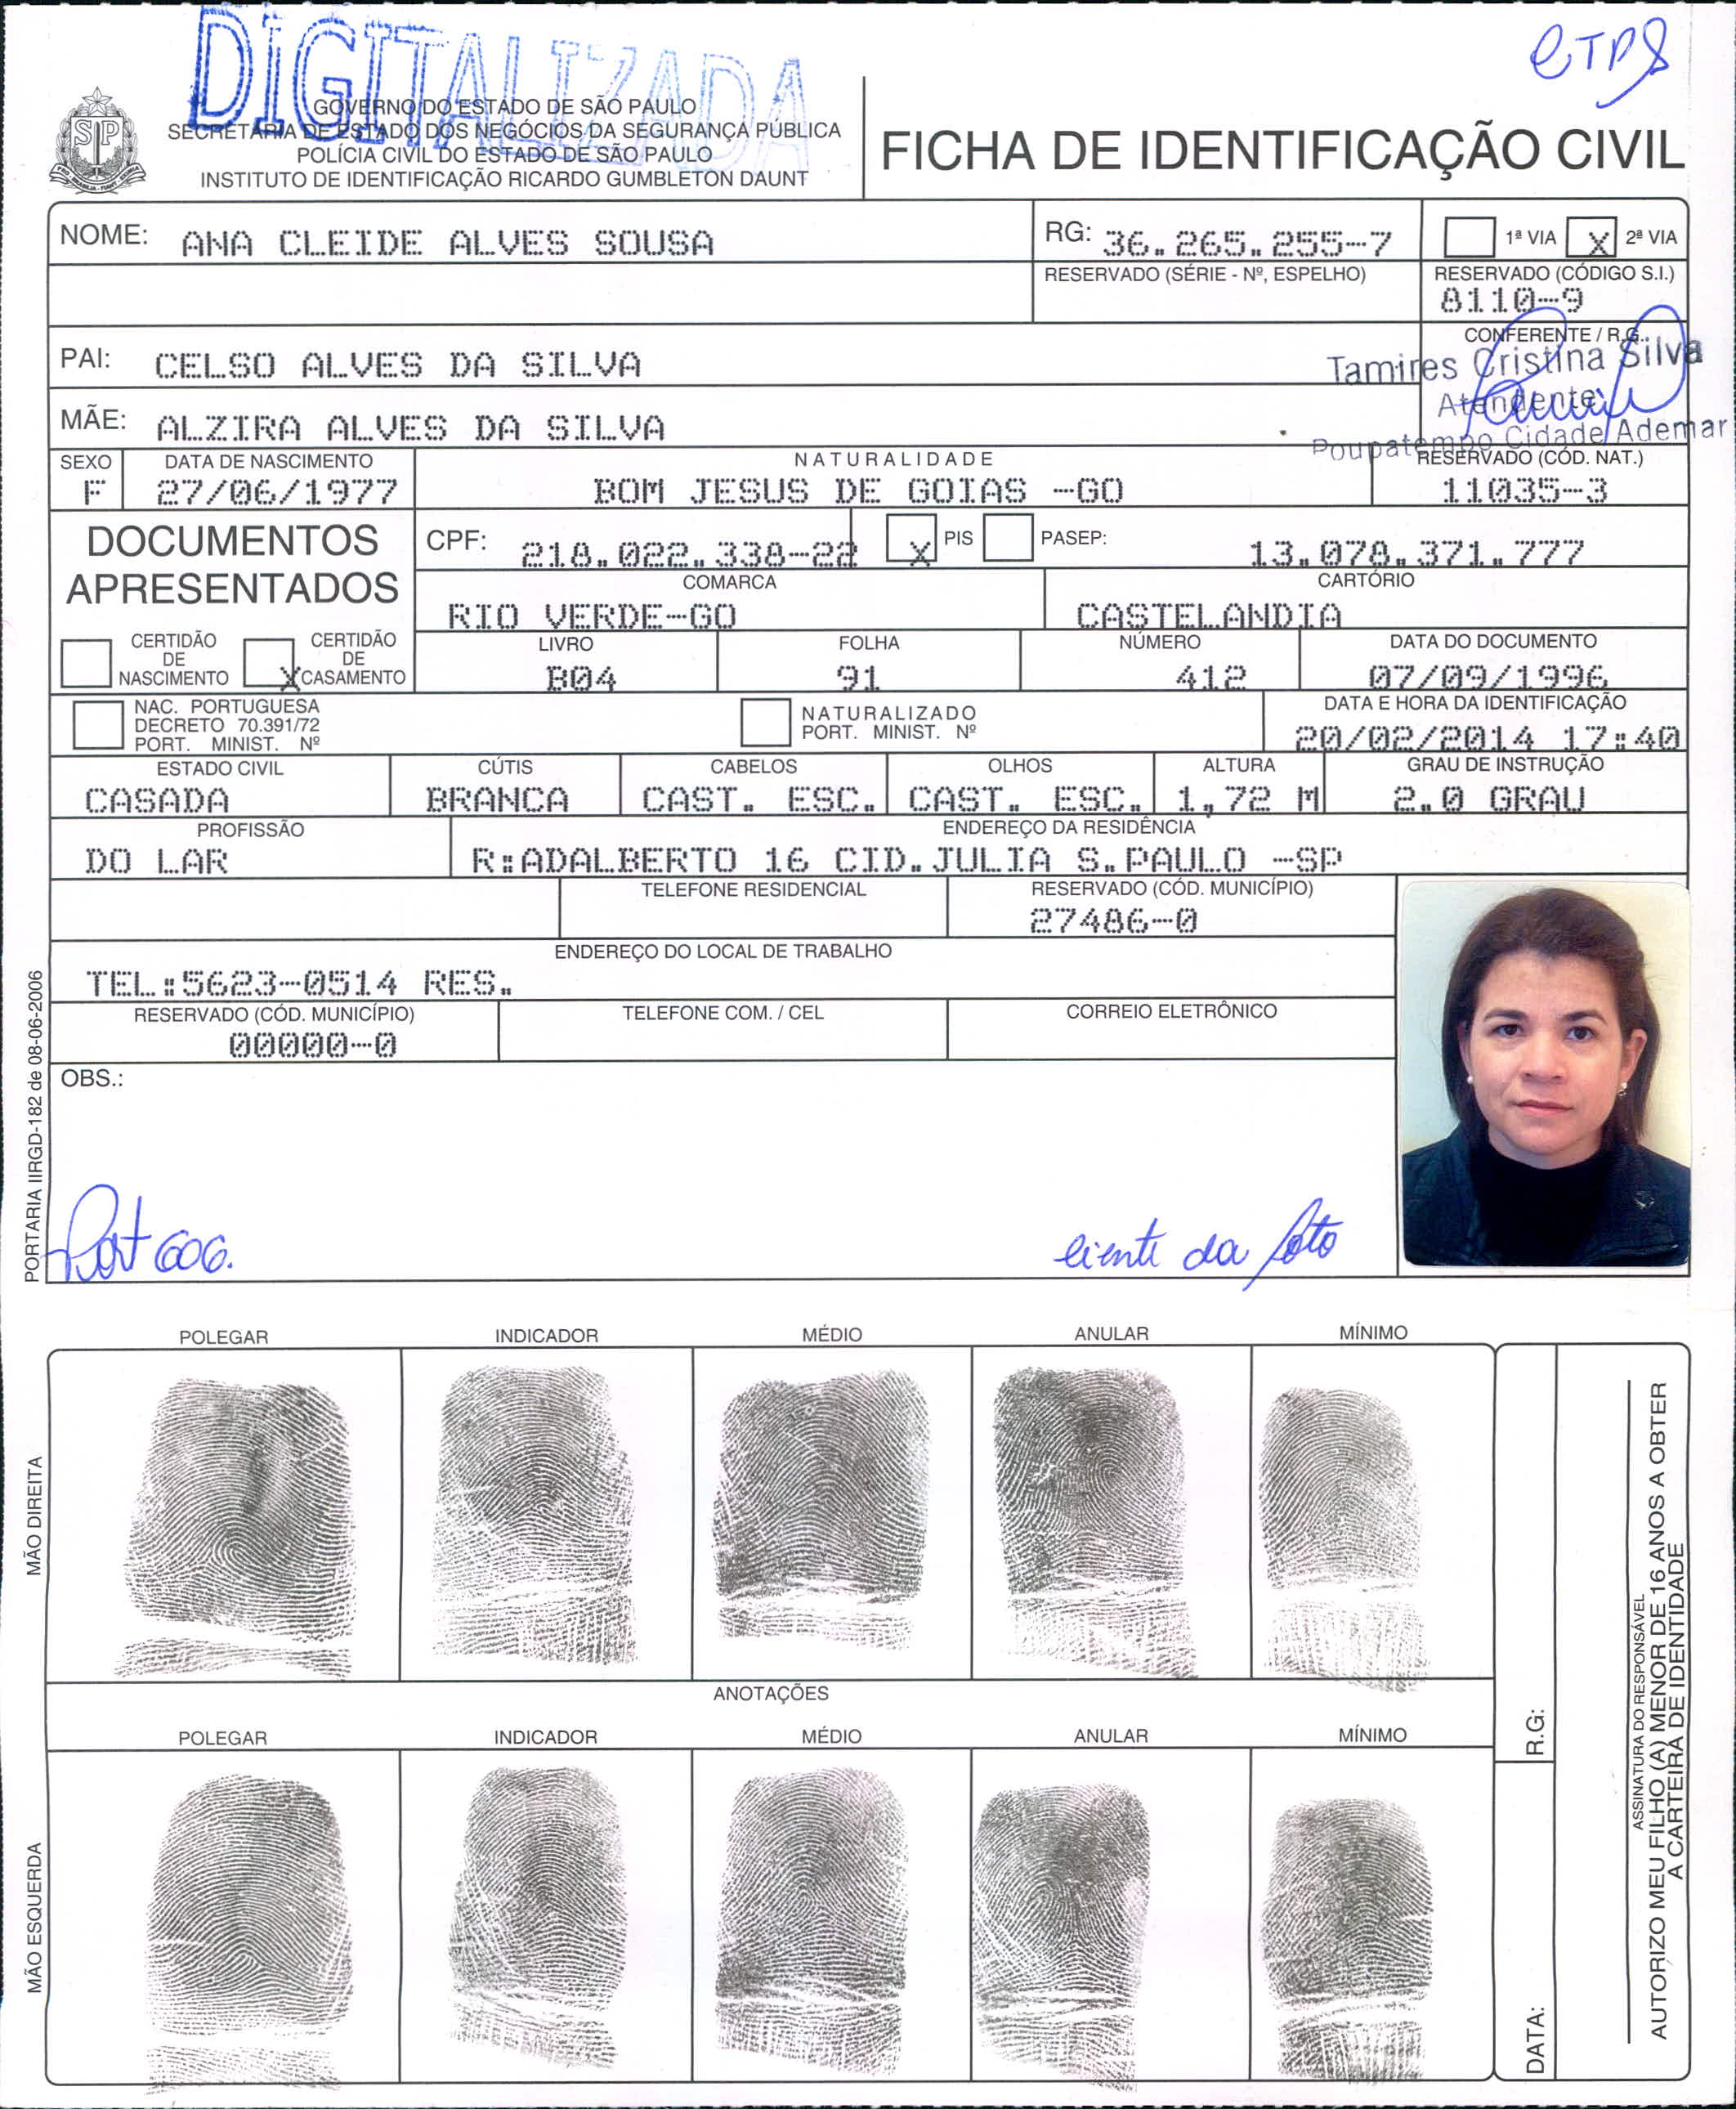 DIGITALIZADA
CTPS
GOVERNO DO ESTADO DE SÃO PAULO
SECRETARIA DE ESTADO DOS NEGÓCIOS DA SEGURANÇA PÚBLICA
POLÍCIA CIVIL DO ESTADO DE SÃO PAULO
INSTITUTO DE IDENTIFICAÇÃO RICARDO GUMBLETON DAUNT
FICHA DE IDENTIFICAÇÃO CIVIL
NOME: ANA CLEIDE ALVES SOUSA
RG: 36.265.255-7
1ª VIA X 2ª VIA
RESERVADO (SÉRIE - Nº, ESPELHO)
RESERVADO (CÓDIGO S.I.)
8110-9
PAI: CELSO ALVES DA SILVA
CONFERENTE / R.G.
Tamires Cristina Silva
Atendente
Poupatempo Cidade Ademar
MÃE: ALZIRA ALVES DA SILVA
SEXO DATA DE NASCIMENTO NATURALIDADE RESERVADO (CÓD. NAT.)
F 27/06/1977 BOM JESUS DE GOIAS -GO 11035-3
DOCUMENTOS
APRESENTADOS
CPF: 218.022.338-22 X PIS PASEP: 13.078.371.777
COMARCA CARTÓRIO
RIO VERDE-GO CASTELANDIA
CERTIDÃO
DE
NASCIMENTO
X CERTIDÃO
DE
CASAMENTO
LIVRO FOLHA NÚMERO DATA DO DOCUMENTO
B04 91 412 07/09/1996
NAC. PORTUGUESA
DECRETO 70.391/72
PORT. MINIST. Nº
NATURALIZADO
PORT. MINIST. Nº
DATA E HORA DA IDENTIFICAÇÃO
20/02/2014 17:40
ESTADO CIVIL CÚTIS CABELOS OLHOS ALTURA GRAU DE INSTRUÇÃO
CASADA BRANCA CAST. ESC. CAST. ESC. 1,72 M 2.0 GRAU
PROFISSÃO ENDEREÇO DA RESIDÊNCIA
DO LAR R:ADALBERTO 16 CID.JULIA S.PAULO -SP
TELEFONE RESIDENCIAL RESERVADO (CÓD. MUNICÍPIO)
27486-0
ENDEREÇO DO LOCAL DE TRABALHO
TEL:5623-0514 RES.
RESERVADO (CÓD. MUNICÍPIO) TELEFONE COM. / CEL CORREIO ELETRÔNICO
00000-0
OBS.:
Port 606. ciente da foto
PORTARIA IIRGD-182 de 08-06-2006
POLEGAR INDICADOR MÉDIO ANULAR MÍNIMO
MÃO DIREITA
ANOTAÇÕES
POLEGAR INDICADOR MÉDIO ANULAR MÍNIMO
MÃO ESQUERDA
R.G:
DATA:
ASSINATURA DO RESPONSÁVEL
AUTORIZO MEU FILHO (A) MENOR DE 16 ANOS A OBTER
A CARTEIRA DE IDENTIDADE